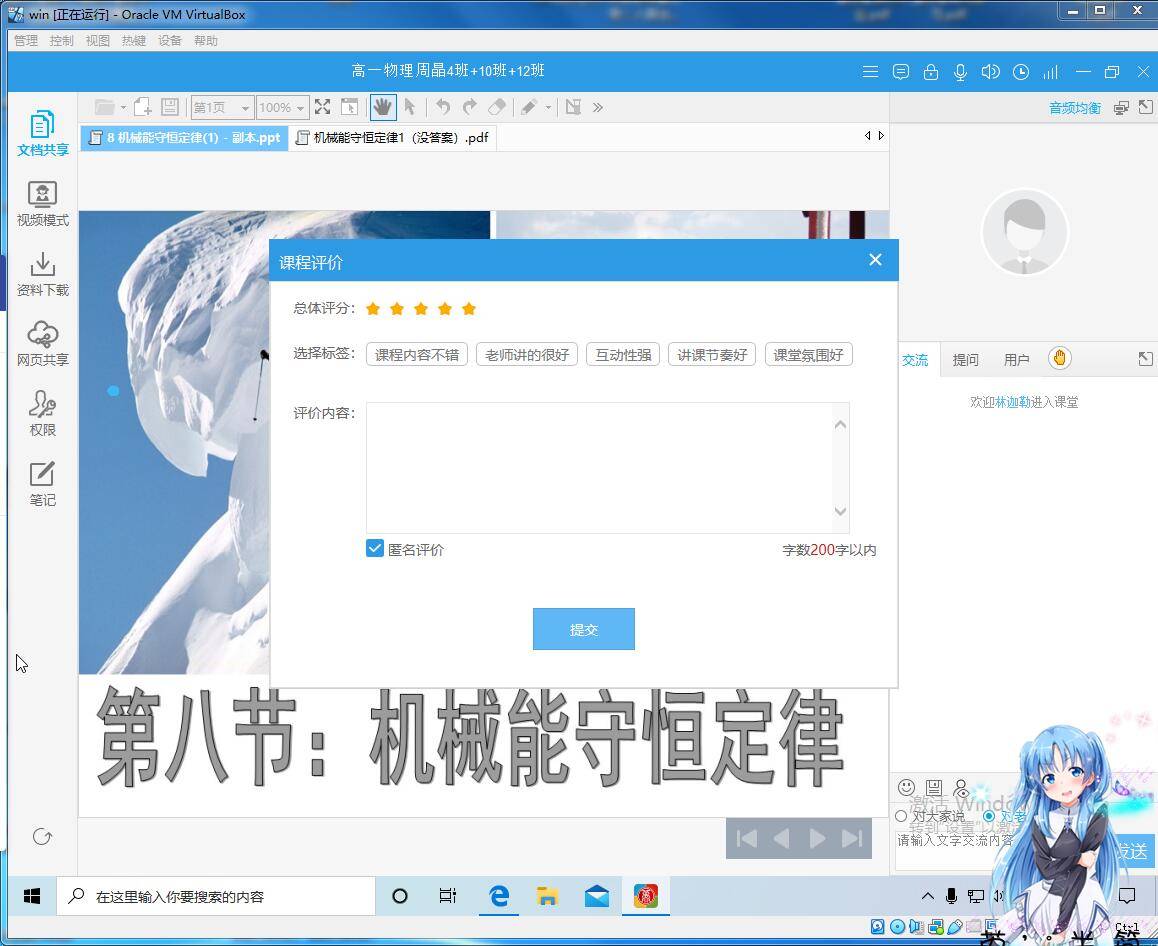 win [正在运行] - Oracle VM VirtualBox
管理 控制 视图 热键 设备 帮助
高一物理周晶4班+10班+12班
第1页 100%
音频均衡
8 机械能守恒定律(1) - 副本.ppt 机械能守恒定律1（没答案）.pdf
文档共享
视频模式
资料下载
网页共享
权限
笔记
课程评价
总体评分:
选择标签: 课程内容不错 老师讲的很好 互动性强 讲课节奏好 课堂氛围好
评价内容:
匿名评价 字数200字以内
提交
第八节：机械能守恒定律
交流 提问 用户
欢迎林迦勒进入课堂
激活 Windo
对大家说 对老
转到"设置"以激活
请输入文字交流内容
发送
在这里输入你要搜索的内容